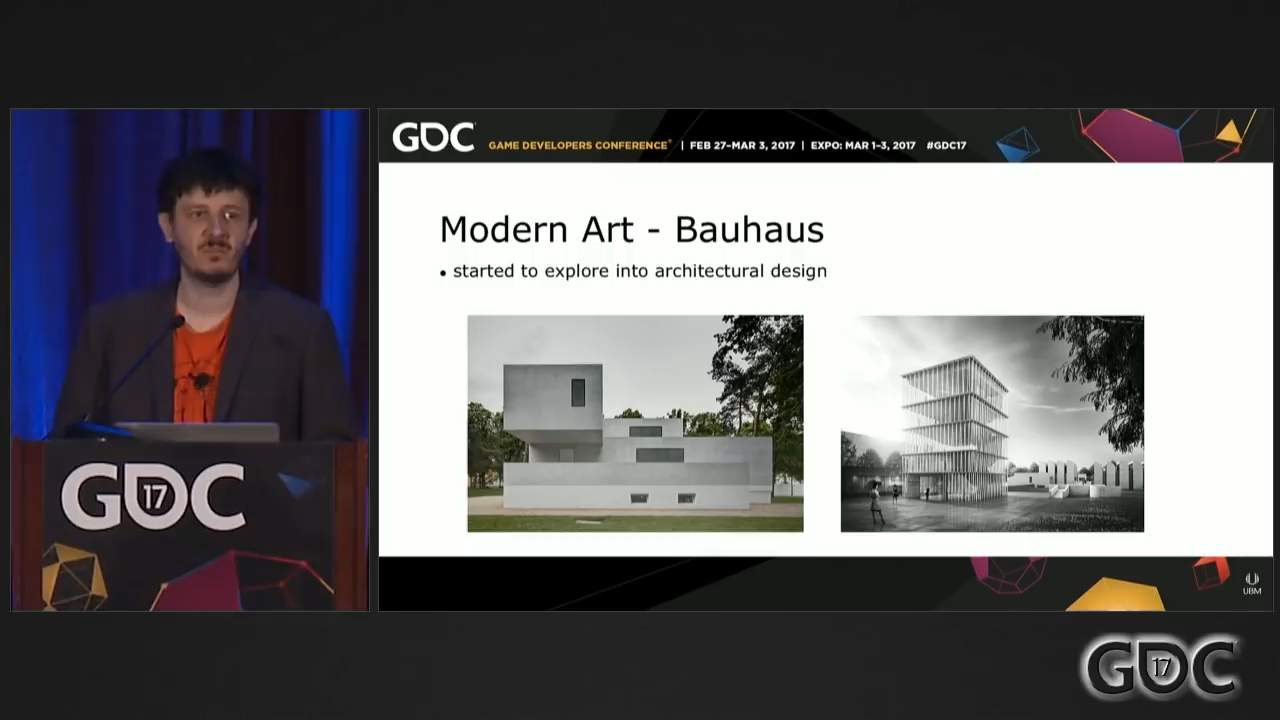 GDC GAME DEVELOPERS CONFERENCE® | FEB 27–MAR 3, 2017 | EXPO: MAR 1–3, 2017 #GDC17
Modern Art - Bauhaus
• started to explore into architectural design
GDC 17
UBM
GDC 17